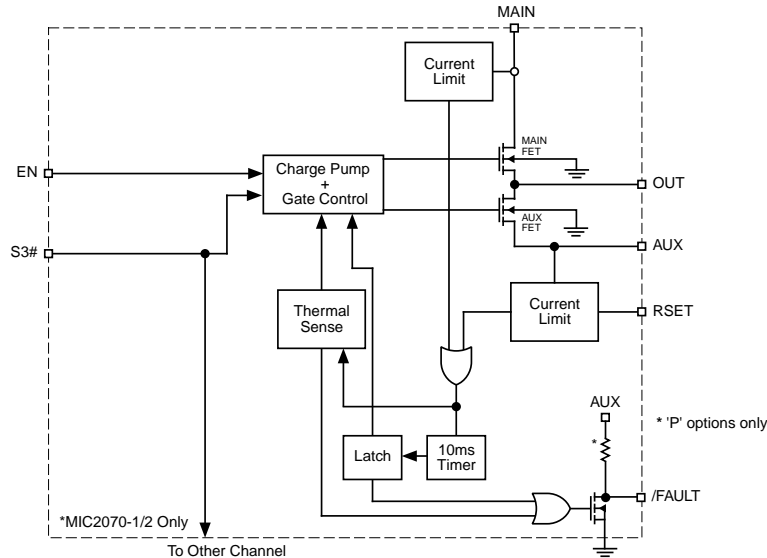 MAIN
Current
Limit
MAIN
FET
EN
Charge Pump
+
Gate Control
OUT
AUX
FET
S3#
AUX
Thermal
Sense
Current
Limit
RSET
AUX
* 'P' options only
*
Latch
10ms
Timer
/FAULT
*MIC2070-1/2 Only
To Other Channel